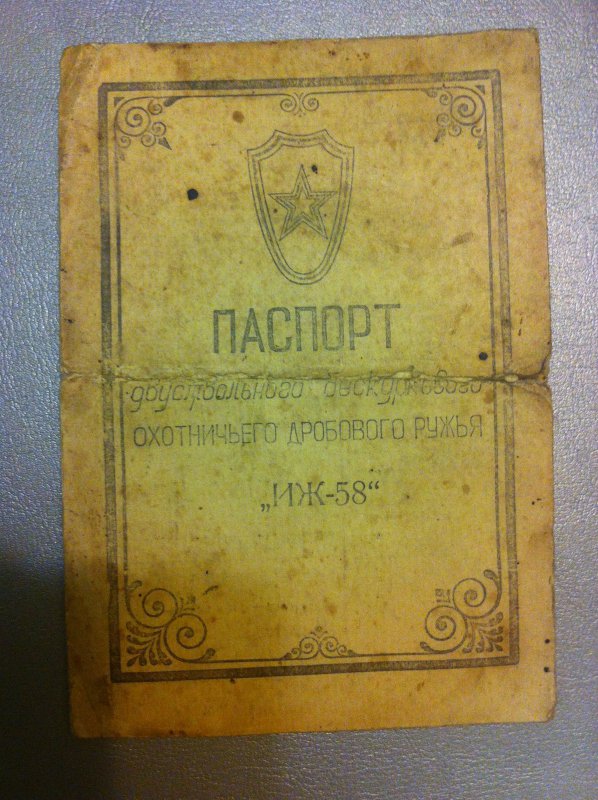 ПАСПОРТ
двуствольного бескуркового
ОХОТНИЧЬЕГО ДРОБОВОГО РУЖЬЯ
„ИЖ-58“